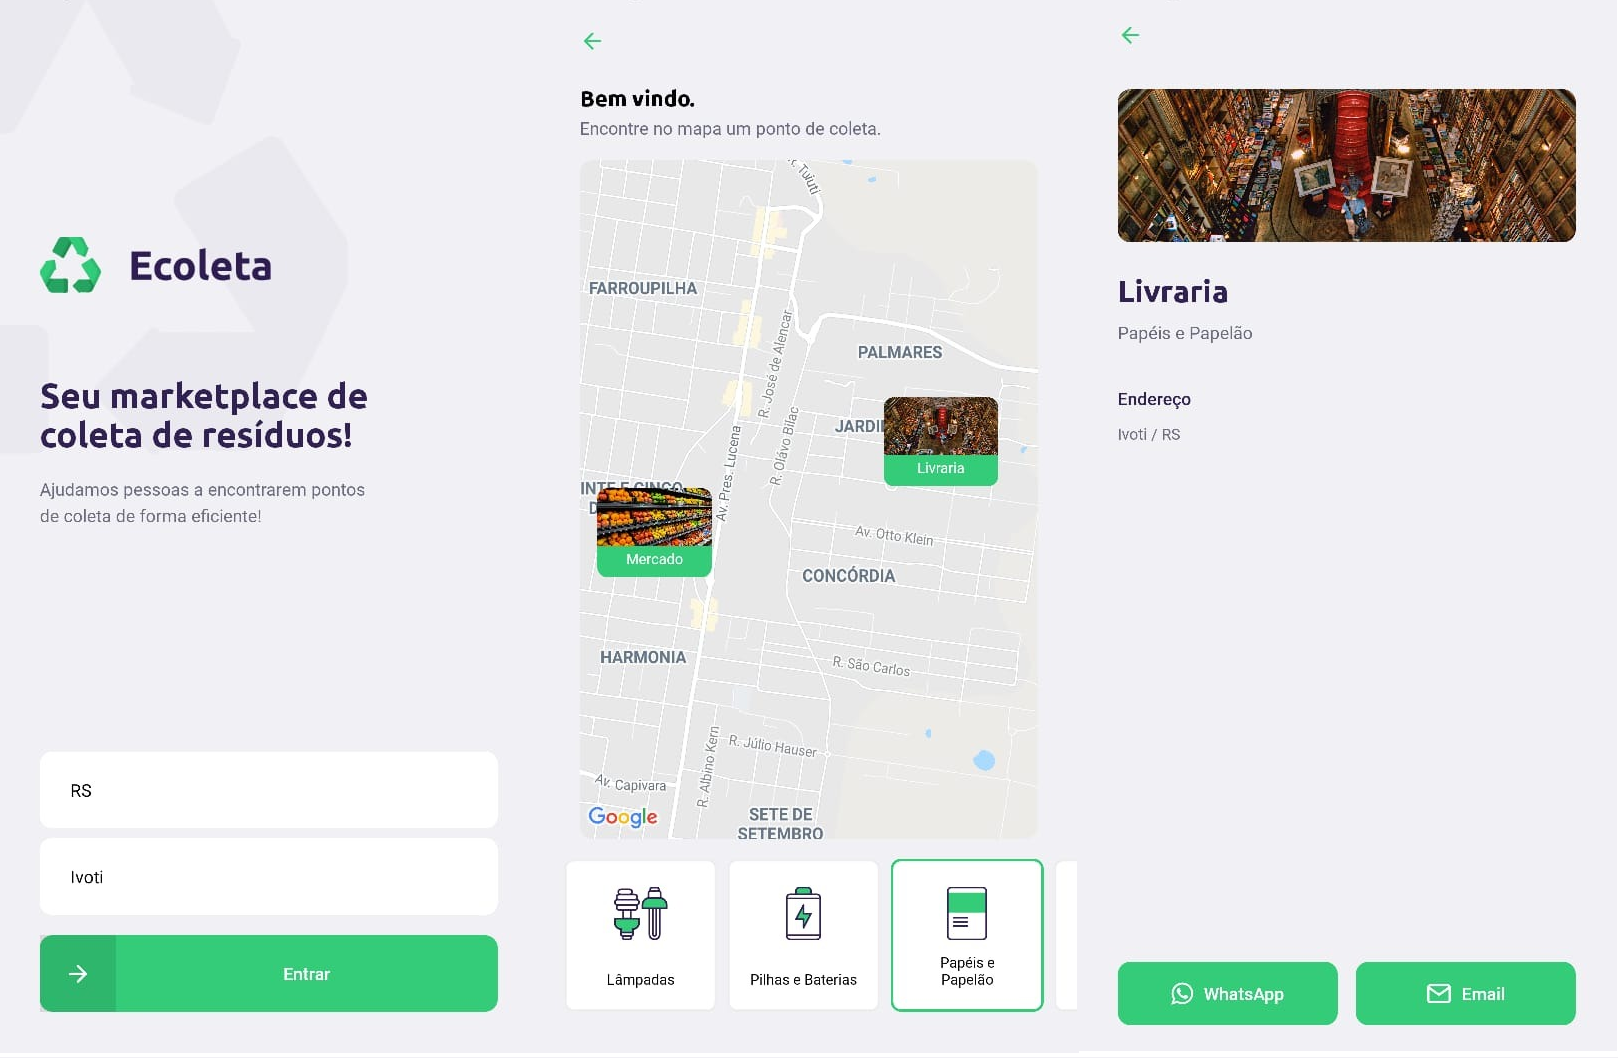 Ecoleta
Seu marketplace de
coleta de resíduos!
Ajudamos pessoas a encontrarem pontos
de coleta de forma eficiente!
RS
Ivoti
Entrar
Bem vindo.
Encontre no mapa um ponto de coleta.
R. Tuiuti
FARROUPILHA
R. José de Alencar
PALMARES
JARDI
Livraria
R. Olavo Bilac
Av. Pres. Lucena
INTE E CINCO
D
Mercado
Av. Otto Klein
CONCÓRDIA
HARMONIA
R. São Carlos
R. Júlio Hauser
R. Albino Kern
Av. Capivara
Google
SETE DE
SETEMBRO
Lâmpadas
Pilhas e Baterias
Papéis e
Papelão
Livraria
Papéis e Papelão
Endereço
Ivoti / RS
WhatsApp
Email